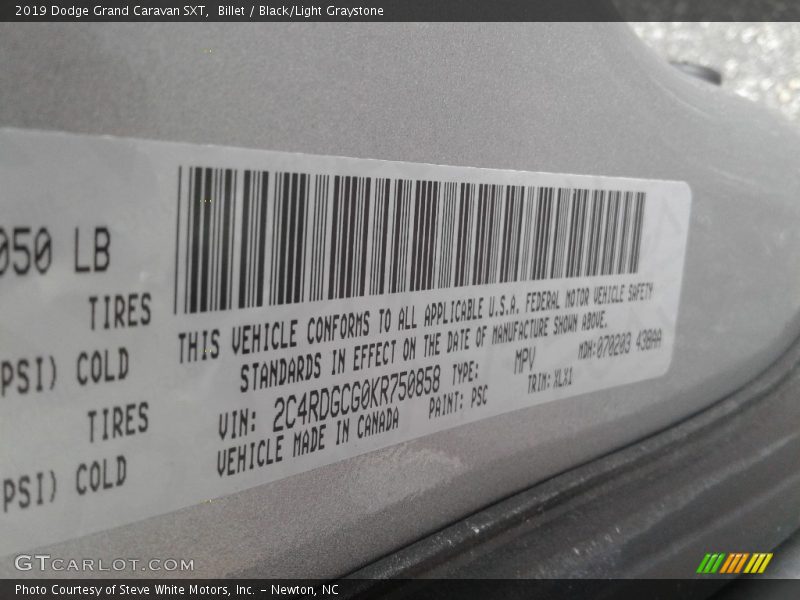 2019 Dodge Grand Caravan SXT, Billet / Black/Light Graystone
050 LB
TIRES
PSI) COLD
TIRES
PSI) COLD
THIS VEHICLE CONFORMS TO ALL APPLICABLE U.S.A. FEDERAL MOTOR VEHICLE SAFETY
STANDARDS IN EFFECT ON THE DATE OF MANUFACTURE SHOWN ABOVE.
VIN: 2C4RDGCG0KR750858 TYPE: MPV MDH:070203 438AA
VEHICLE MADE IN CANADA PAINT: PSC TRIM: XLX1
GTCARLOT.COM
Photo Courtesy of Steve White Motors, Inc. – Newton, NC